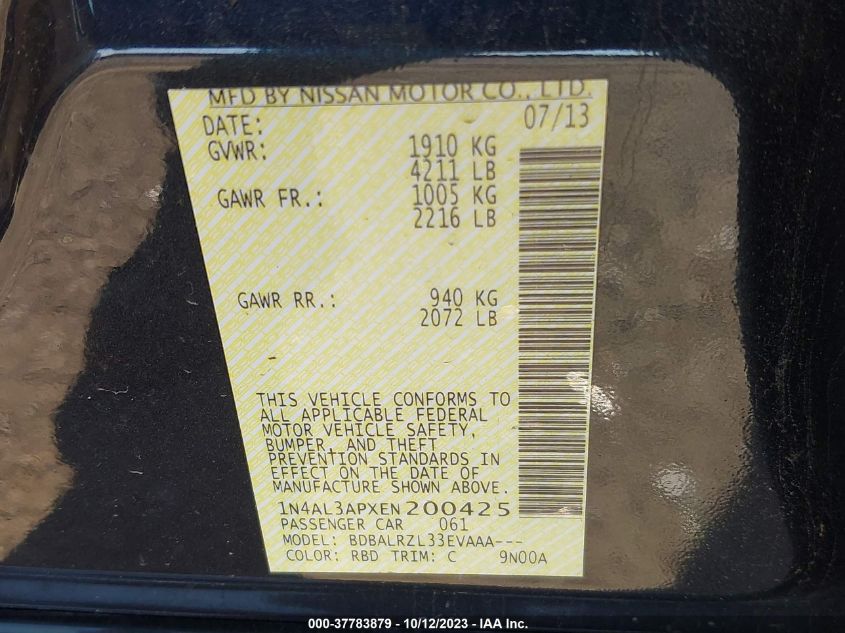 MFD BY NISSAN MOTOR CO., LTD.
DATE: 07/13
GVWR: 1910 KG
4211 LB
GAWR FR.: 1005 KG
2216 LB
GAWR RR.: 940 KG
2072 LB
THIS VEHICLE CONFORMS TO
ALL APPLICABLE FEDERAL
MOTOR VEHICLE SAFETY,
BUMPER, AND THEFT
PREVENTION STANDARDS IN
EFFECT ON THE DATE OF
MANUFACTURE SHOWN ABOVE.
1N4AL3APXEN200425
PASSENGER CAR 061
MODEL: BDBALRZL33EVAAA---
COLOR: RBD TRIM: C 9N00A
000-37783879 - 10/12/2023 - IAA Inc.